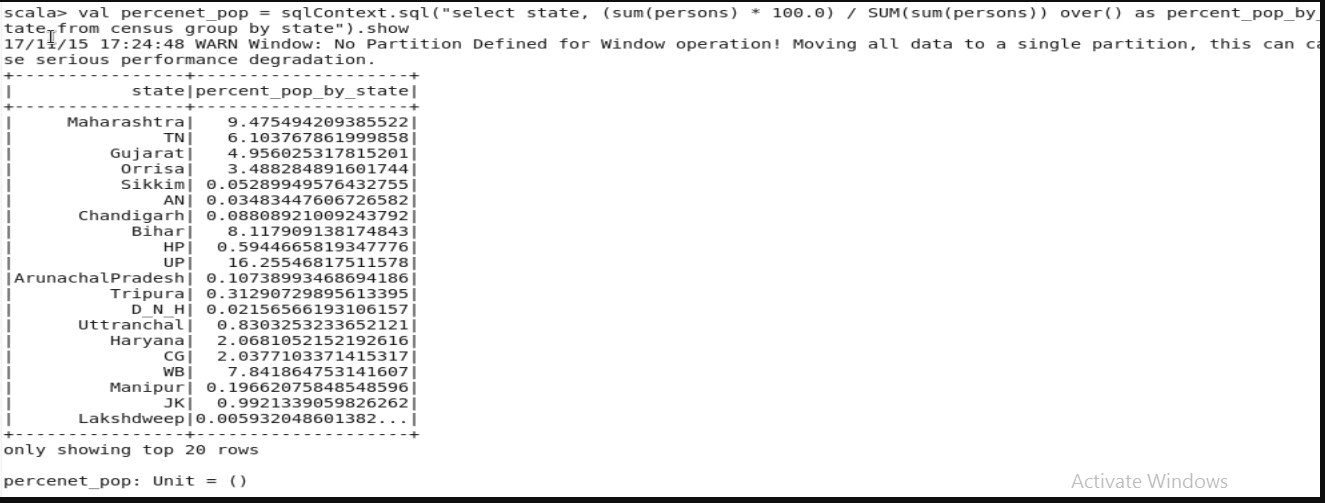 scala> val percenet_pop = sqlContext.sql("select state, (sum(persons) * 100.0) / SUM(sum(persons)) over() as percent_pop_by_
tate from census group by state").show
17/11/15 17:24:48 WARN Window: No Partition Defined for Window operation! Moving all data to a single partition, this can ca
se serious performance degradation.
+----------------+--------------------+
|           state|percent_pop_by_state|
+----------------+--------------------+
|     Maharashtra|   9.475494209385522|
|              TN|   6.103767861999858|
|         Gujarat|   4.956025317815201|
|          Orrisa|   3.488284891601744|
|          Sikkim| 0.05289949576432755|
|              AN| 0.03483447606726582|
|      Chandigarh| 0.08808921009243792|
|           Bihar|   8.117909138174843|
|              HP|  0.5944665819347776|
|              UP|   16.25546817511578|
|ArunachalPradesh| 0.10738993468694186|
|         Tripura| 0.31290729895613395|
|           D_N_H| 0.02156566193106157|
|      Uttranchal|  0.8303253233652121|
|         Haryana|  2.0681052152192616|
|              CG|  2.0377103371415317|
|              WB|   7.841864753141607|
|         Manipur| 0.19662075848548596|
|              JK|  0.9921339059826262|
|      Lakshdweep|0.005932048601382...|
+----------------+--------------------+
only showing top 20 rows
percenet_pop: Unit = ()
Activate Windows